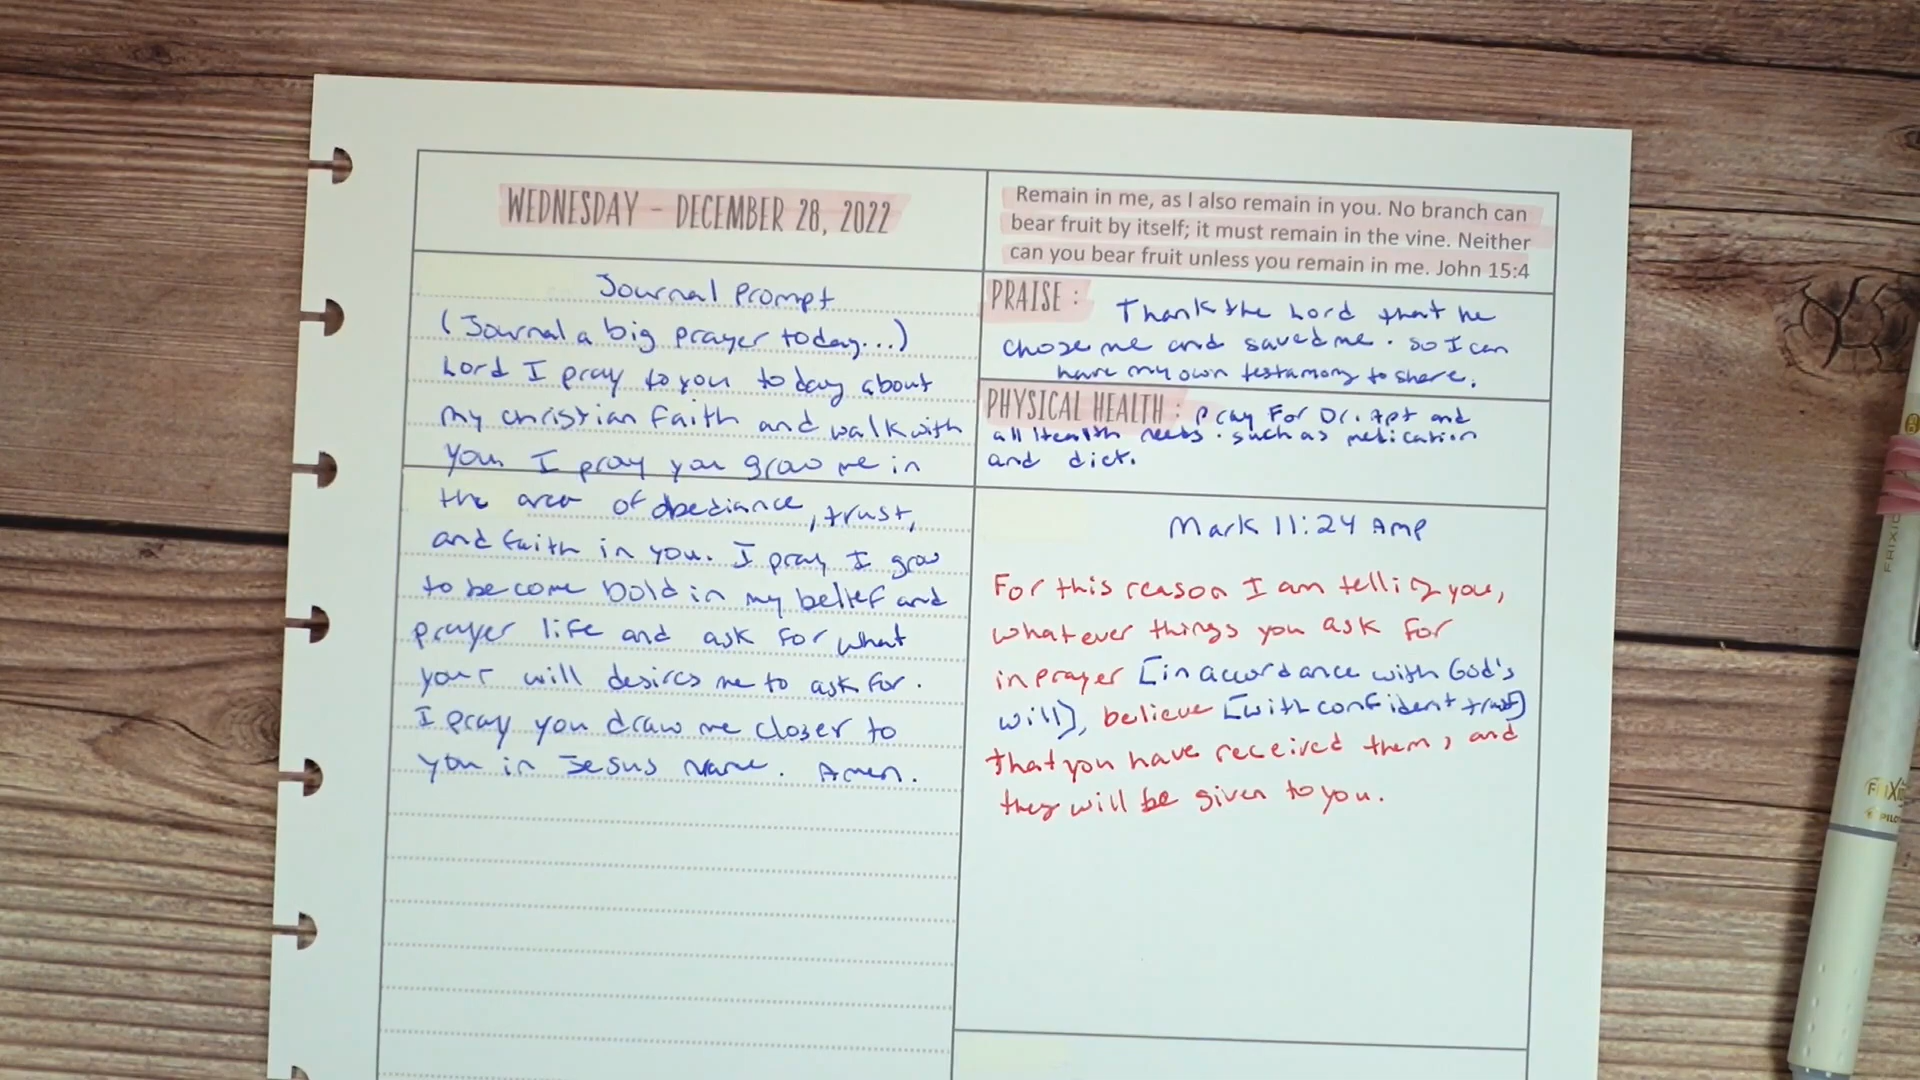 WEDNESDAY - DECEMBER 28, 2022
Journal Prompt
(Journal a big prayer today...)
Lord I pray to you today about
my christian faith and walk with
you. I pray you grow me in
the area of obediance, trust,
and faith in you. I pray I grow
to become bold in my belief and
prayer life and ask for what
your will desires me to ask for.
I pray you draw me closer to
you in Jesus name. Amen.
Remain in me, as I also remain in you. No branch can
bear fruit by itself; it must remain in the vine. Neither
can you bear fruit unless you remain in me. John 15:4
PRAISE : Thank the Lord that he
chose me and saved me. so I can
have my own testamony to share.
PHYSICAL HEALTH : pray For Dr. Apt and
all Health needs. such as medication
and diet.
Mark 11:24 Amp
For this reason I am telling you,
whatever things you ask for
in prayer [in accordance with God's
will], believe [with confident trust]
that you have received them, and
they will be given to you.
FRIXION
PILOT